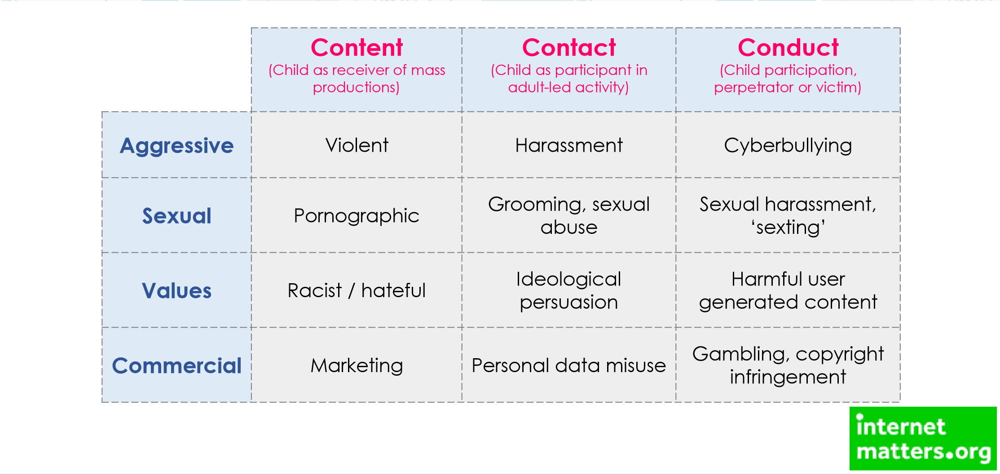 Content
(Child as receiver of mass
productions)
Contact
(Child as participant in
adult-led activity)
Conduct
(Child participation,
perpetrator or victim)
Aggressive
Violent
Harassment
Cyberbullying
Sexual
Pornographic
Grooming, sexual
abuse
Sexual harassment,
‘sexting’
Values
Racist / hateful
Ideological
persuasion
Harmful user
generated content
Commercial
Marketing
Personal data misuse
Gambling, copyright
infringement
internet
matters.org